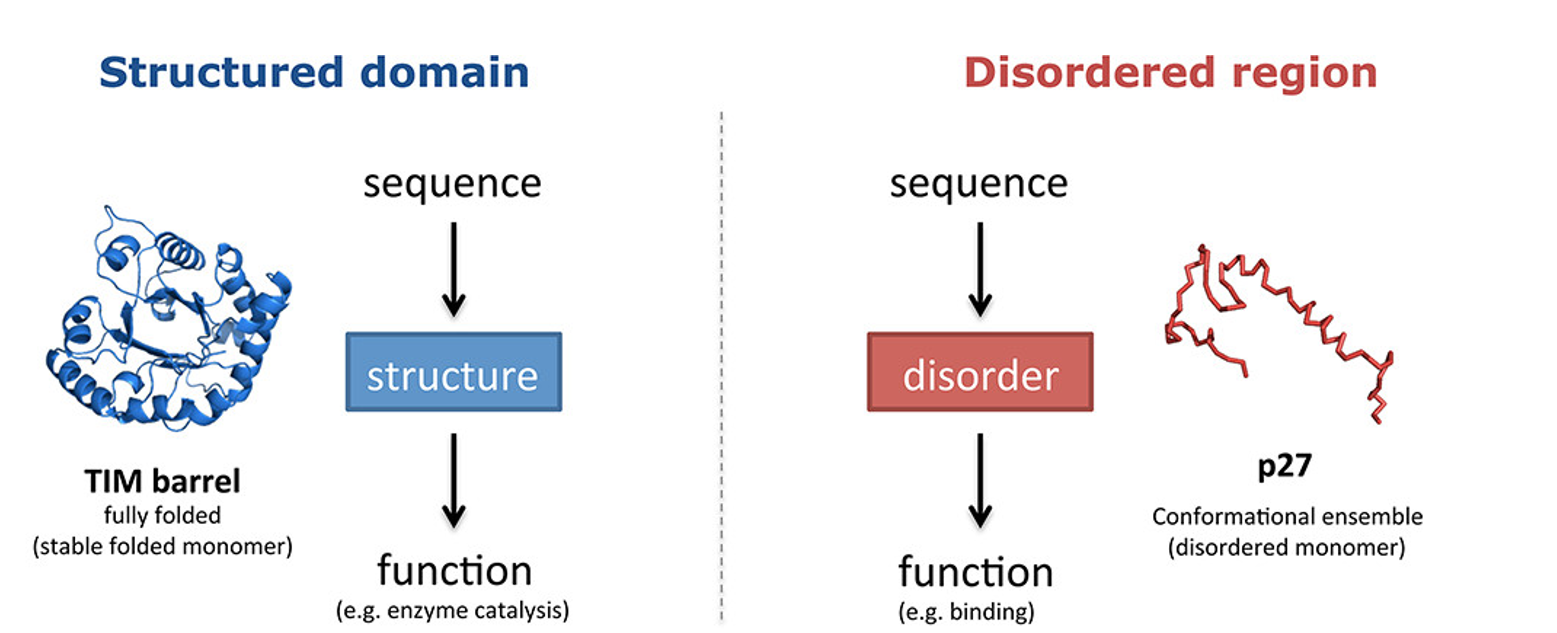 Structured domain
sequence
structure
function
(e.g. enzyme catalysis)
TIM barrel
fully folded
(stable folded monomer)
Disordered region
sequence
disorder
function
(e.g. binding)
p27
Conformational ensemble
(disordered monomer)